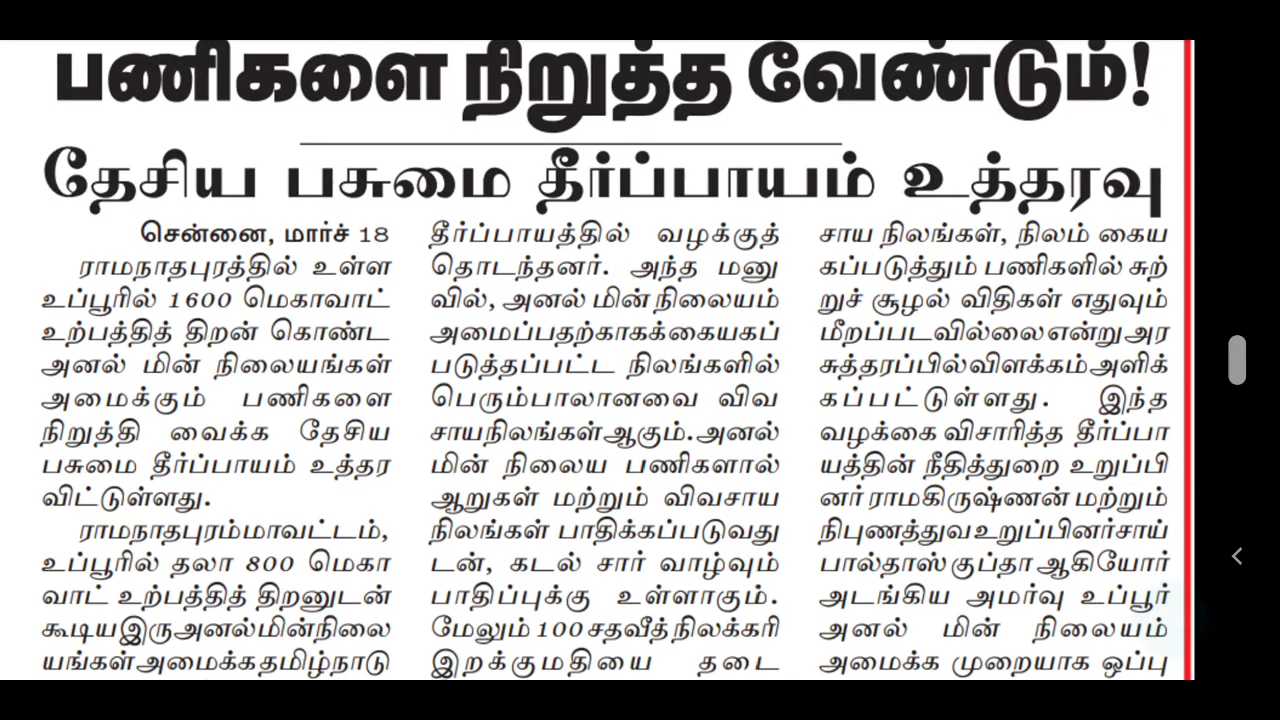 பணிகளை நிறுத்த வேண்டும்!
தேசிய பசுமை தீர்ப்பாயம் உத்தரவு
சென்னை, மார்ச் 18
ராமநாதபுரத்தில் உள்ள
உப்பூரில் 1600 மெகாவாட்
உற்பத்தித் திறன் கொண்ட
அனல் மின் நிலையங்கள்
அமைக்கும் பணிகளை
நிறுத்தி வைக்க தேசிய
பசுமை தீர்ப்பாயம் உத்தர
விட்டுள்ளது.
ராமநாதபுரம்மாவட்டம்,
உப்பூரில் தலா 800 மெகா
வாட் உற்பத்தித் திறனுடன்
கூடியஇருஅனல்மின்நிலை
யங்கள்அமைக்கதமிழ்நாடு
தீர்ப்பாயத்தில் வழக்குத்
தொடந்தனர். அந்த மனு
வில், அனல் மின் நிலையம்
அமைப்பதற்காகக்கையகப்
படுத்தப்பட்ட நிலங்களில்
பெரும்பாலானவை விவ
சாயநிலங்கள்ஆகும்.அனல்
மின் நிலைய பணிகளால்
ஆறுகள் மற்றும் விவசாய
நிலங்கள் பாதிக்கப்படுவது
டன், கடல் சார் வாழ்வும்
பாதிப்புக்கு உள்ளாகும்.
மேலும் 100 சதவீத நிலக்கரி
இறக்குமதியை தடை
சாய நிலங்கள், நிலம் கைய
கப்படுத்தும் பணிகளில் சுற்
றுச் சூழல் விதிகள் எதுவும்
மீறப்படவில்லைஎன்றுஅர
சுத்தரப்பில்விளக்கம்அளிக்
கப்பட்டுள்ளது. இந்த
வழக்கை விசாரித்த தீர்ப்பா
யத்தின் நீதித்துறை உறுப்பி
னர்ராமகிருஷ்ணன் மற்றும்
நிபுணத்துவஉறுப்பினர்சாய்
பால்தாஸ் குப்தா ஆகியோர்
அடங்கிய அமர்வு உப்பூர்
அனல் மின் நிலையம்
அமைக்க முறையாக ஒப்பு